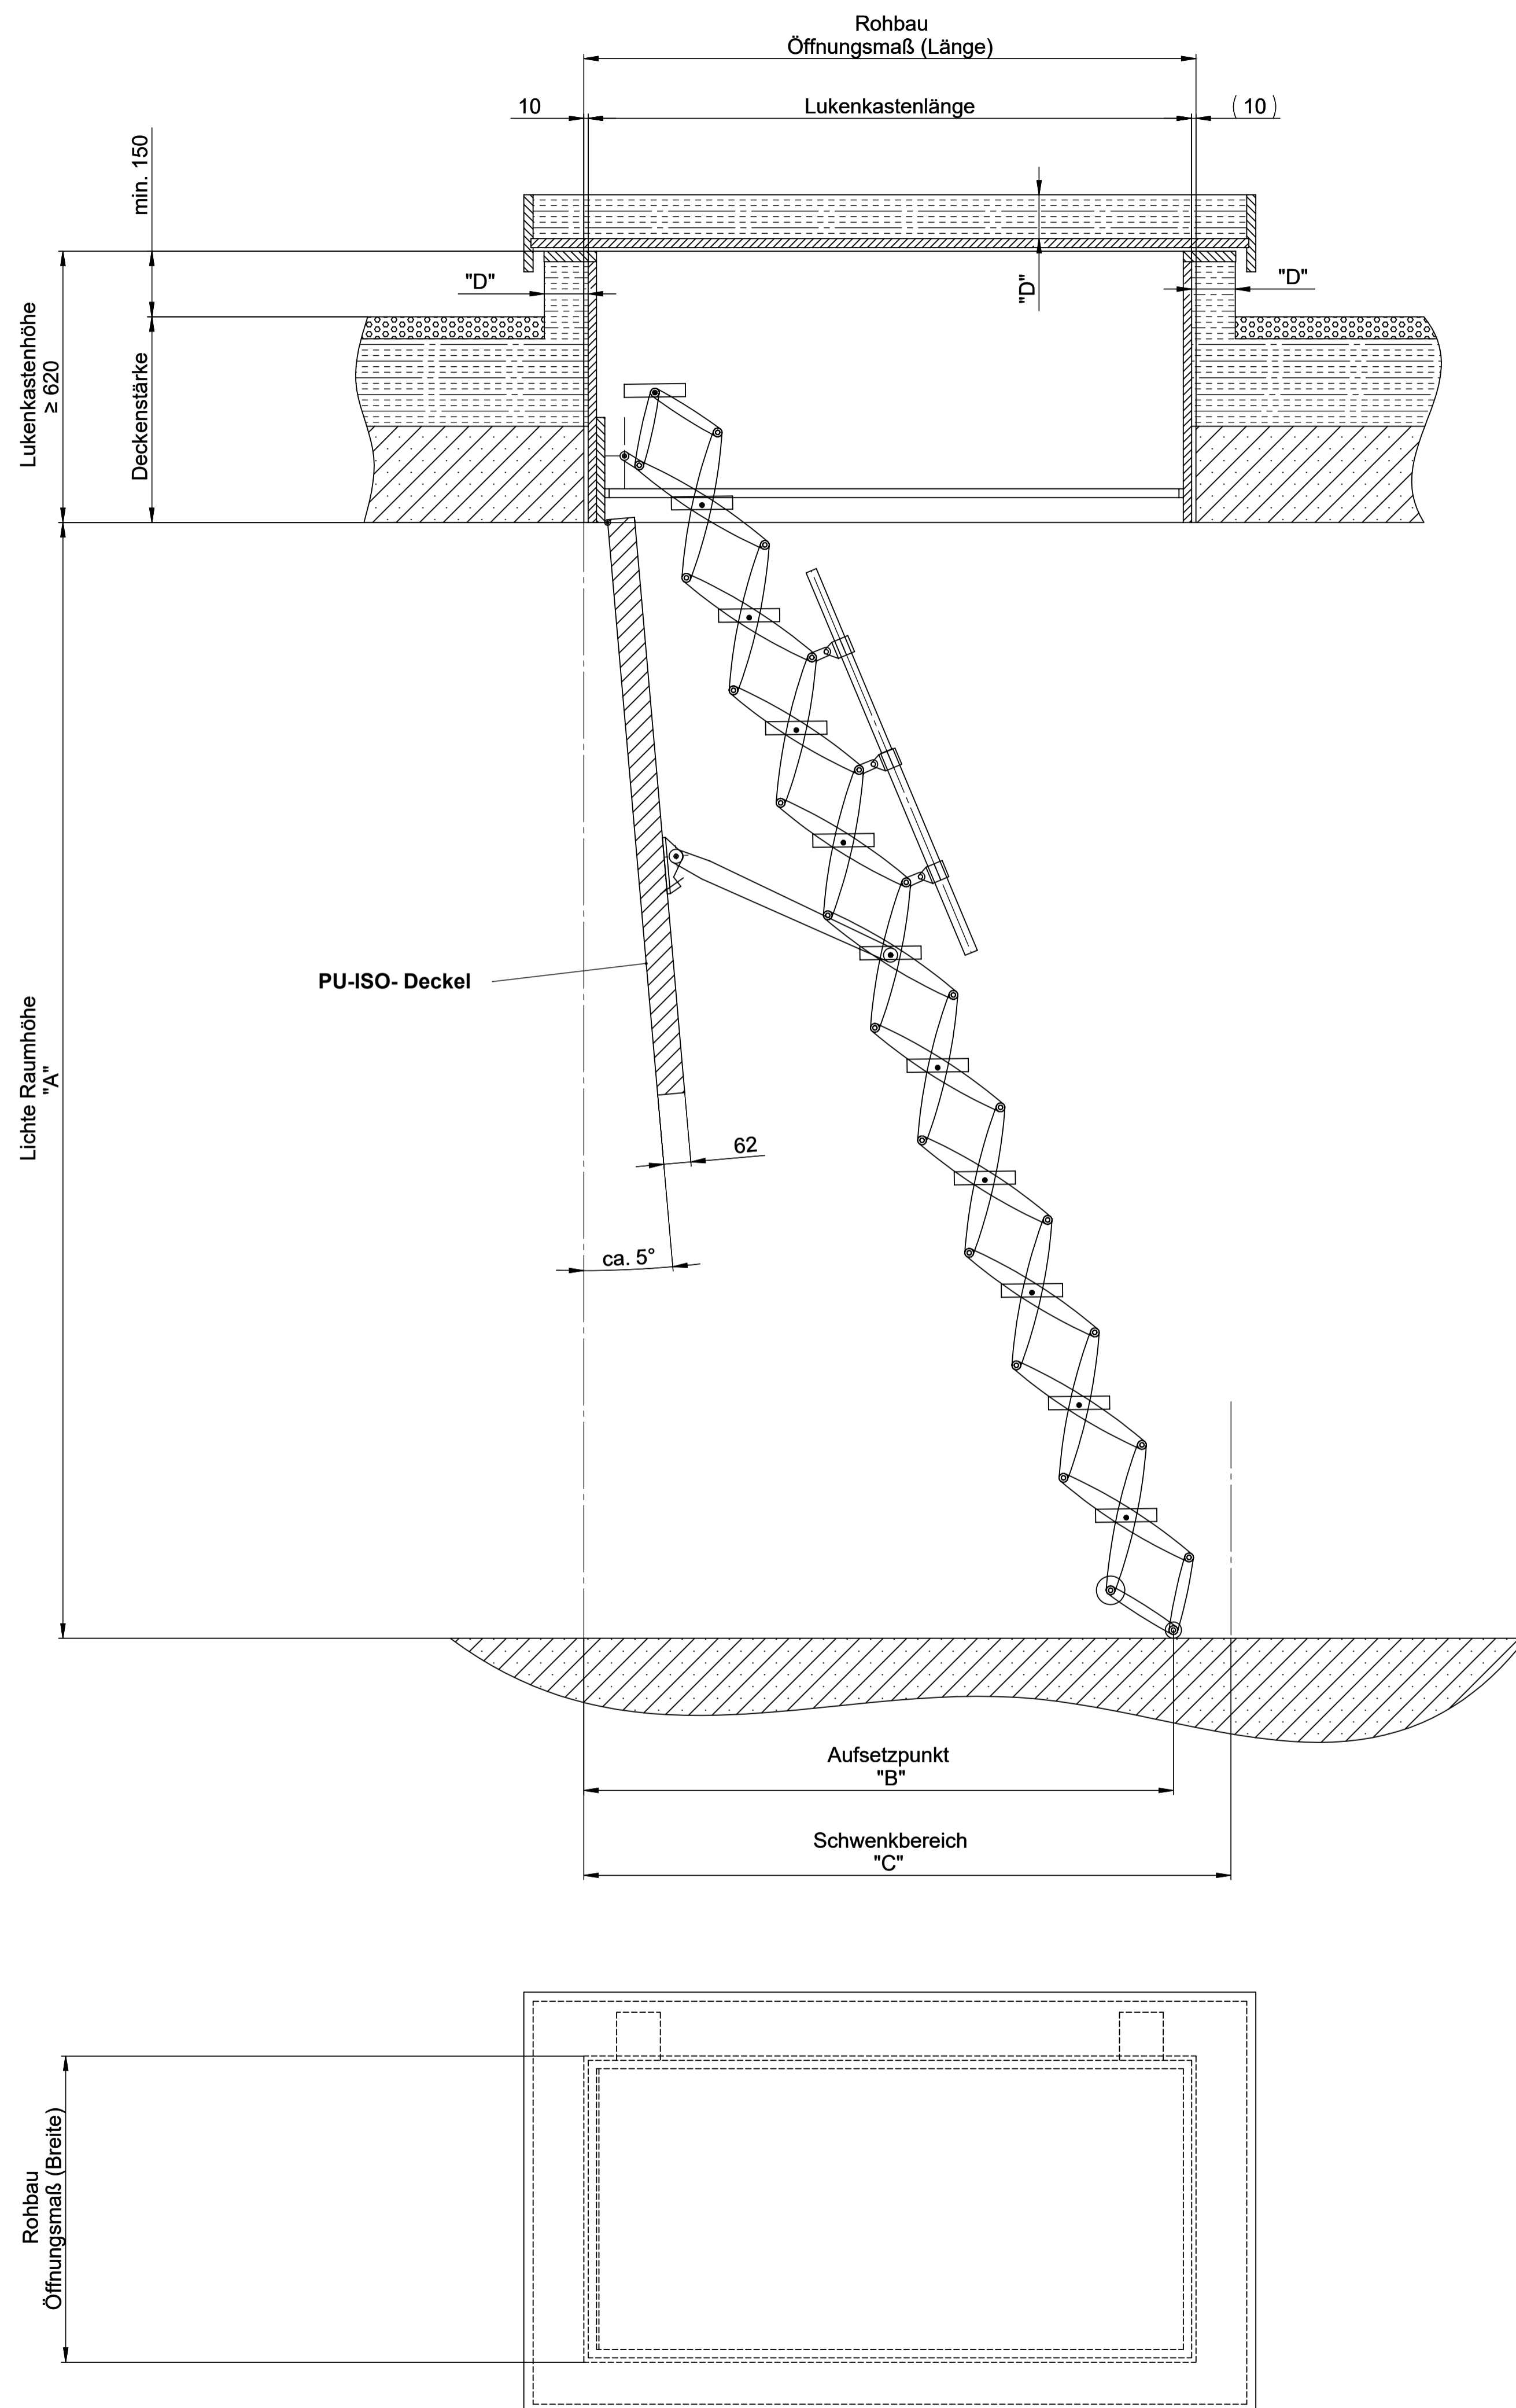 Rohbau
Öffnungsmaß (Länge)
10
Lukenkastenlänge
(10)
min. 150
"D"
"D"
"D"
Lukenkastenhöhe
≥ 620
Deckenstärke
PU-ISO- Deckel
Lichte Raumhöhe
"A"
62
ca. 5°
Aufsetzpunkt
"B"
Schwenkbereich
"C"
Rohbau
Öffnungsmaß (Breite)